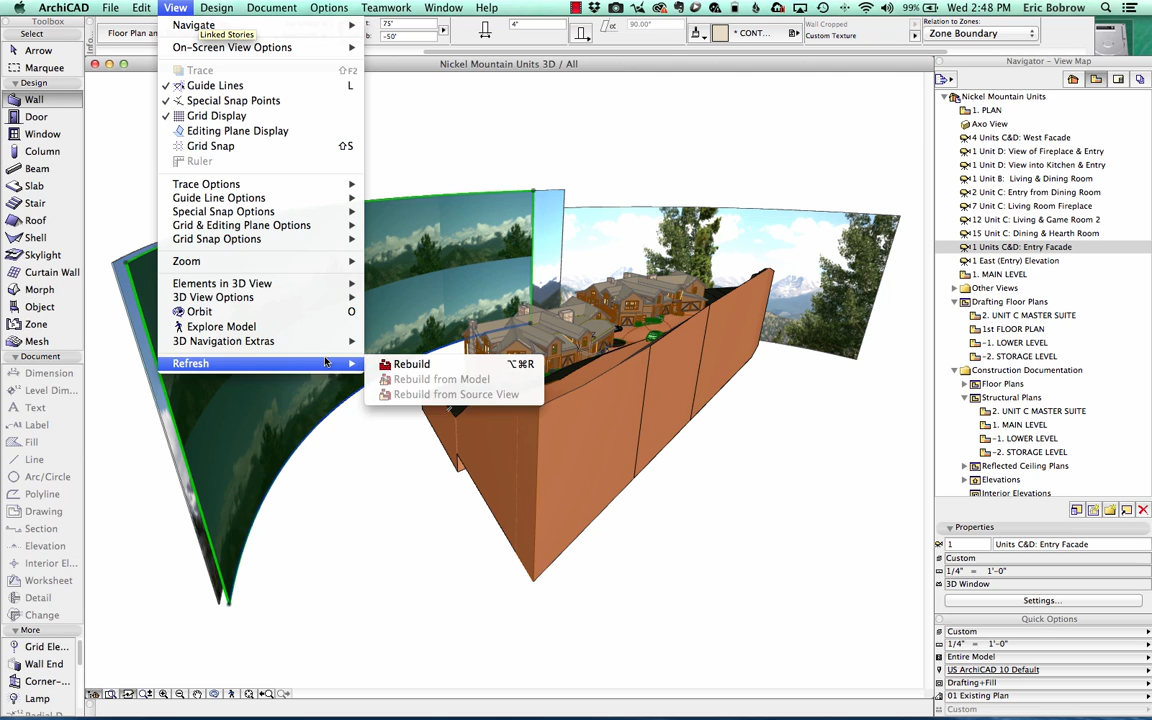 ArchiCAD File Edit View Design Document Options Teamwork Window Help
99% Wed 2:48 PM Eric Bobrow
Toolbox
Select
Arrow
Marquee
Design
Wall
Door
Window
Column
Beam
Slab
Stair
Roof
Shell
Skylight
Curtain Wall
Morph
Object
Zone
Mesh
Document
Dimension
Level Dim...
Text
Label
Fill
Line
Arc/Circle
Polyline
Drawing
Section
Elevation
Interior El...
Worksheet
Detail
Change
More
Grid Ele...
Wall End
Corner-...
Lamp
Info...
Floor Plan an
75"
-50'
4"
90.00°
* CONT...
Wall Cropped
Custom Texture
Relation to Zones:
Zone Boundary
Nickel Mountain Units 3D / All
Navigate
Linked Stories
On-Screen View Options
Trace ⇧F2
Guide Lines L
Special Snap Points
Grid Display
Editing Plane Display
Grid Snap ⇧S
Ruler
Trace Options
Guide Line Options
Special Snap Options
Grid & Editing Plane Options
Grid Snap Options
Zoom
Elements in 3D View
3D View Options
Orbit O
Explore Model
3D Navigation Extras
Refresh
Rebuild ⌥⌘R
Rebuild from Model
Rebuild from Source View
Navigator - View Map
Nickel Mountain Units
1. PLAN
Axo View
4 Units C&D: West Facade
1 Unit D: View of Fireplace & Entry
1 Unit D: View into Kitchen & Entry
1 Unit B: Living & Dining Room
2 Unit C: Entry from Dining Room
7 Unit C: Living Room Fireplace
12 Unit C: Living & Game Room 2
15 Unit C: Dining & Hearth Room
1 Units C&D: Entry Facade
1 East (Entry) Elevation
1. MAIN LEVEL
Other Views
Drafting Floor Plans
2. UNIT C MASTER SUITE
1st FLOOR PLAN
-1. LOWER LEVEL
-2. STORAGE LEVEL
Construction Documentation
Floor Plans
Structural Plans
2. UNIT C MASTER SUITE
1. MAIN LEVEL
-1. LOWER LEVEL
-2. STORAGE LEVEL
Reflected Ceiling Plans
Elevations
Interior Elevations
Properties
1 Units C&D: Entry Facade
Custom
1/4" = 1'-0"
3D Window
Settings...
Quick Options
Custom
1/4" = 1'-0"
Entire Model
US ArchiCAD 10 Default
Drafting+Fill
01 Existing Plan
Custom